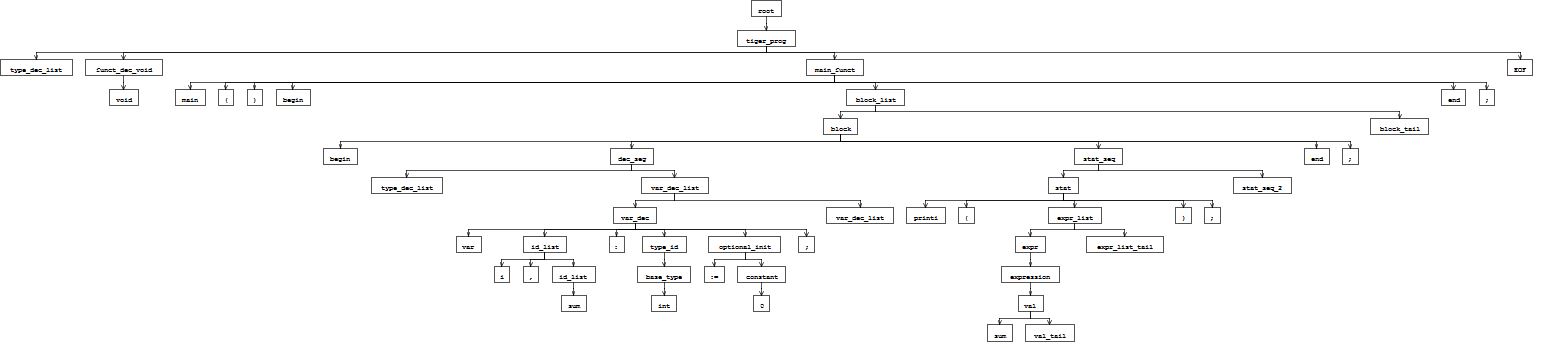 root
tiger_prog
type_dec_list funct_dec_void main_funct EOF
void main ( ) begin block_list end ;
block block_tail
begin dec_seg stat_seq end ;
type_dec_list var_dec_list stat stat_seq_2
var_dec var_dec_list printi ( expr_list ) ;
var id_list : type_id optional_init ; expr expr_list_tail
i , id_list base_type := constant expression
sum int 0 val
sum val_tail